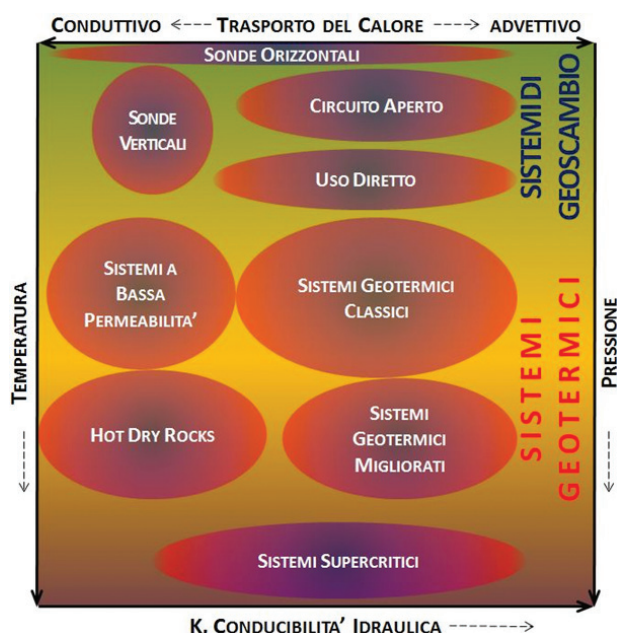 CONDUTTIVO <--- TRASPORTO DEL CALORE ---> ADVETTIVO
SONDE ORIZZONTALI
SONDE
VERTICALI
CIRCUITO APERTO
USO DIRETTO
SISTEMI DI
GEOSCAMBIO
SISTEMI A
BASSA
PERMEABILITA'
SISTEMI GEOTERMICI
CLASSICI
HOT DRY ROCKS
SISTEMI
GEOTERMICI
MIGLIORATI
SISTEMI
GEOTERMICI
SISTEMI SUPERCRITICI
TEMPERATURA
PRESSIONE
K. CONDUCIBILITA' IDRAULICA